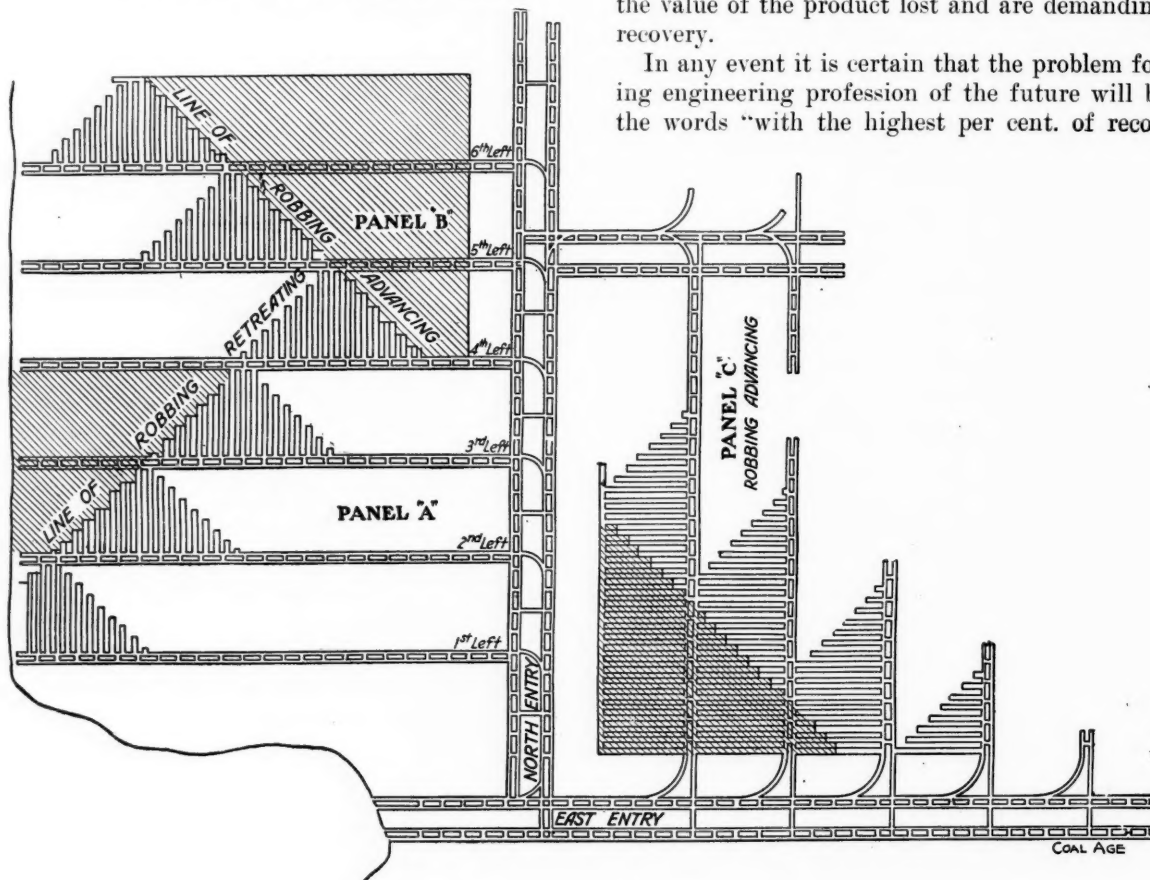 the value of the product lost and are demanding
recovery.
In any event it is certain that the problem fo
ing engineering profession of the future will b
the words "with the highest per cent. of reco
LINE OF ROBBING ADVANCING
6th Left
PANEL "B"
5th Left
4th Left
LINE OF ROBBING RETREATING
3rd Left
PANEL "A"
2nd Left
1st Left
NORTH ENTRY
PANEL "C"
ROBBING ADVANCING
EAST ENTRY
COAL AGE